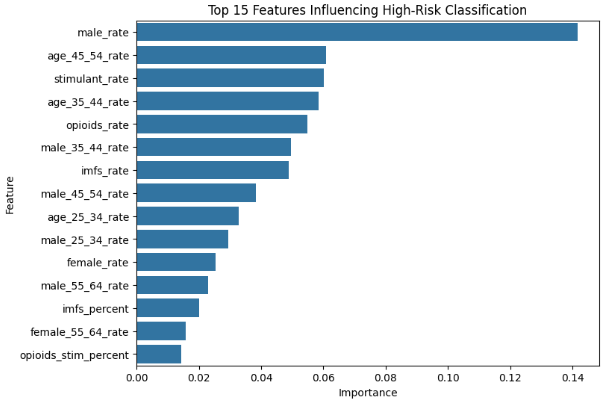 Top 15 Features Influencing High-Risk Classification
male_rate
age_45_54_rate
stimulant_rate
age_35_44_rate
opioids_rate
male_35_44_rate
imfs_rate
male_45_54_rate
age_25_34_rate
male_25_34_rate
female_rate
male_55_64_rate
imfs_percent
female_55_64_rate
opioids_stim_percent
Feature
0.00 0.02 0.04 0.06 0.08 0.10 0.12 0.14
Importance